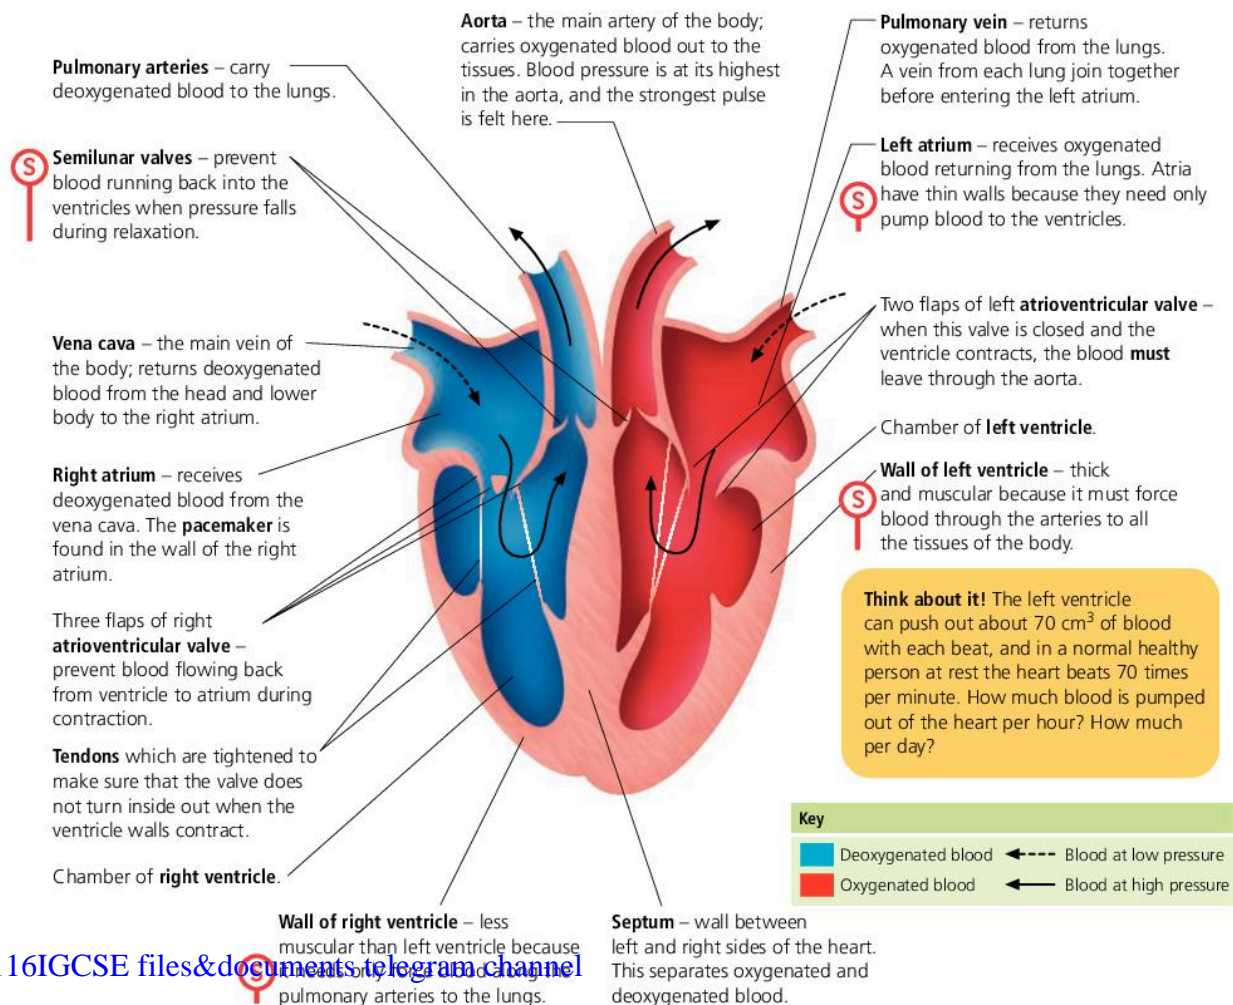 Pulmonary arteries – carry
deoxygenated blood to the lungs.
S
Semilunar valves – prevent
blood running back into the
ventricles when pressure falls
during relaxation.
Vena cava – the main vein of
the body; returns deoxygenated
blood from the head and lower
body to the right atrium.
Right atrium – receives
deoxygenated blood from the
vena cava. The pacemaker is
found in the wall of the right
atrium.
Three flaps of right
atrioventricular valve –
prevent blood flowing back
from ventricle to atrium during
contraction.
Tendons which are tightened to
make sure that the valve does
not turn inside out when the
ventricle walls contract.
Chamber of right ventricle.
Aorta – the main artery of the body;
carries oxygenated blood out to the
tissues. Blood pressure is at its highest
in the aorta, and the strongest pulse
is felt here.
Pulmonary vein – returns
oxygenated blood from the lungs.
A vein from each lung join together
before entering the left atrium.
Left atrium – receives oxygenated
blood returning from the lungs. Atria
S
have thin walls because they need only
pump blood to the ventricles.
Two flaps of left atrioventricular valve –
when this valve is closed and the
ventricle contracts, the blood must
leave through the aorta.
Chamber of left ventricle.
Wall of left ventricle – thick
S
and muscular because it must force
blood through the arteries to all
the tissues of the body.
Think about it! The left ventricle
can push out about 70 cm³ of blood
with each beat, and in a normal healthy
person at rest the heart beats 70 times
per minute. How much blood is pumped
out of the heart per hour? How much
per day?
Key
Deoxygenated blood Blood at low pressure
Oxygenated blood Blood at high pressure
Wall of right ventricle – less
muscular than left ventricle because
S
it needs only force blood along the
pulmonary arteries to the lungs.
Septum – wall between
left and right sides of the heart.
This separates oxygenated and
deoxygenated blood.
116IGCSE files&documents telegram channel